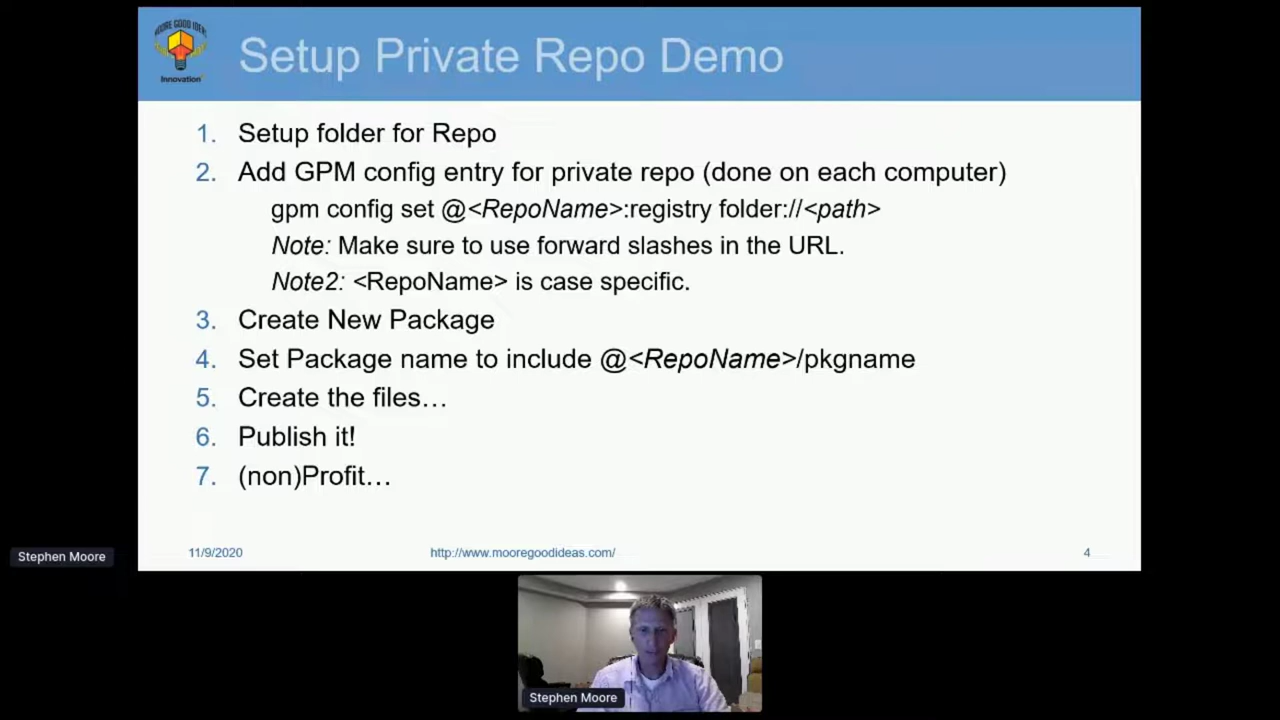 MOORE GOOD IDEAS
Innovation
Setup Private Repo Demo
1. Setup folder for Repo
2. Add GPM config entry for private repo (done on each computer)
gpm config set @<RepoName>:registry folder://<path>
Note: Make sure to use forward slashes in the URL.
Note2: <RepoName> is case specific.
3. Create New Package
4. Set Package name to include @<RepoName>/pkgname
5. Create the files…
6. Publish it!
7. (non)Profit…
11/9/2020
http://www.mooregoodideas.com/
4
Stephen Moore
Stephen Moore